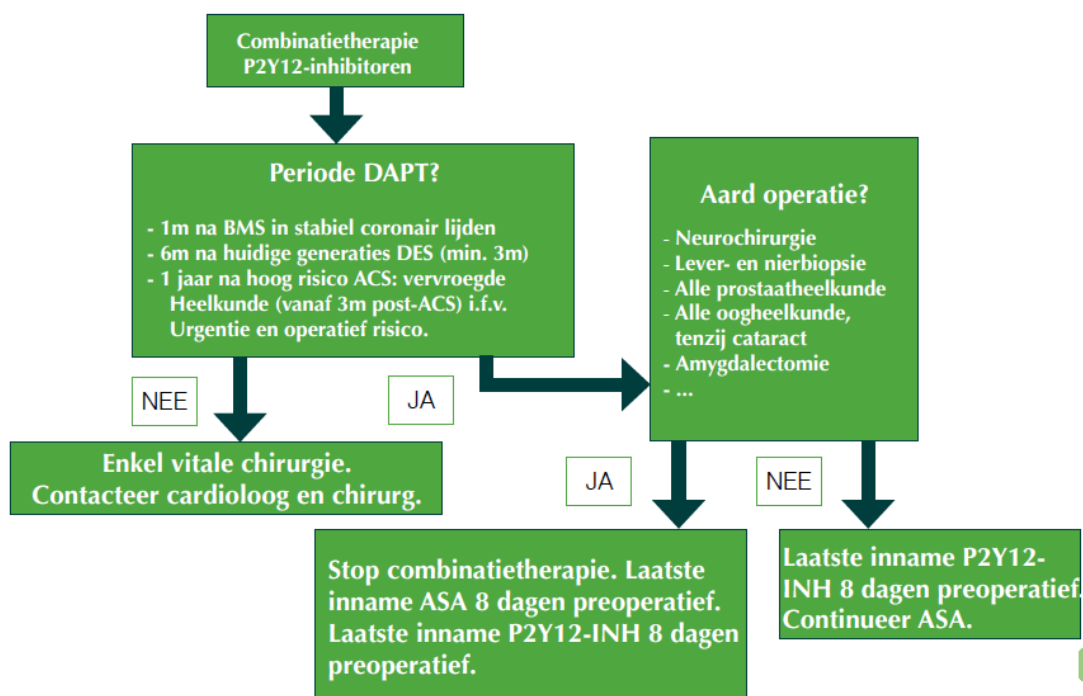 Combinatietherapie
P2Y12-inhibitoren
Periode DAPT?
- 1m na BMS in stabiel coronair lijden
- 6m na huidige generaties DES (min. 3m)
- 1 jaar na hoog risico ACS: vervroegde
Heelkunde (vanaf 3m post-ACS) i.f.v.
Urgentie en operatief risico.
Aard operatie?
- Neurochirurgie
- Lever- en nierbiopsie
- Alle prostaatheelkunde
- Alle oogheelkunde,
tenzij cataract
- Amygdalectomie
- ...
NEE
JA
Enkel vitale chirurgie.
Contacteer cardioloog en chirurg.
JA
NEE
Stop combinatietherapie. Laatste
inname ASA 8 dagen preoperatief.
Laatste inname P2Y12-INH 8 dagen
preoperatief.
Laatste inname P2Y12-
INH 8 dagen preoperatief.
Continueer ASA.